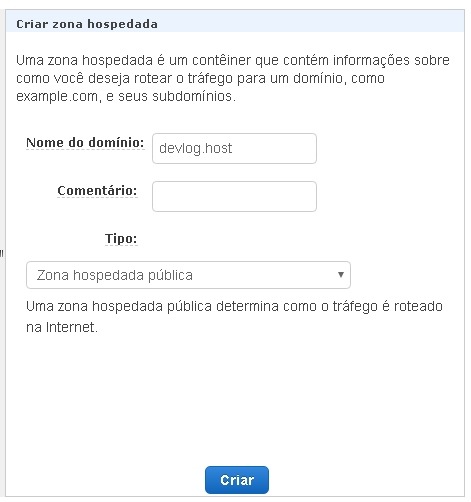 Criar zona hospedada
Uma zona hospedada é um contêiner que contém informações sobre
como você deseja rotear o tráfego para um domínio, como
example.com, e seus subdomínios.
Nome do domínio: devlog.host
Comentário:
Tipo:
"
Zona hospedada pública
Uma zona hospedada pública determina como o tráfego é roteado
na Internet.
Criar